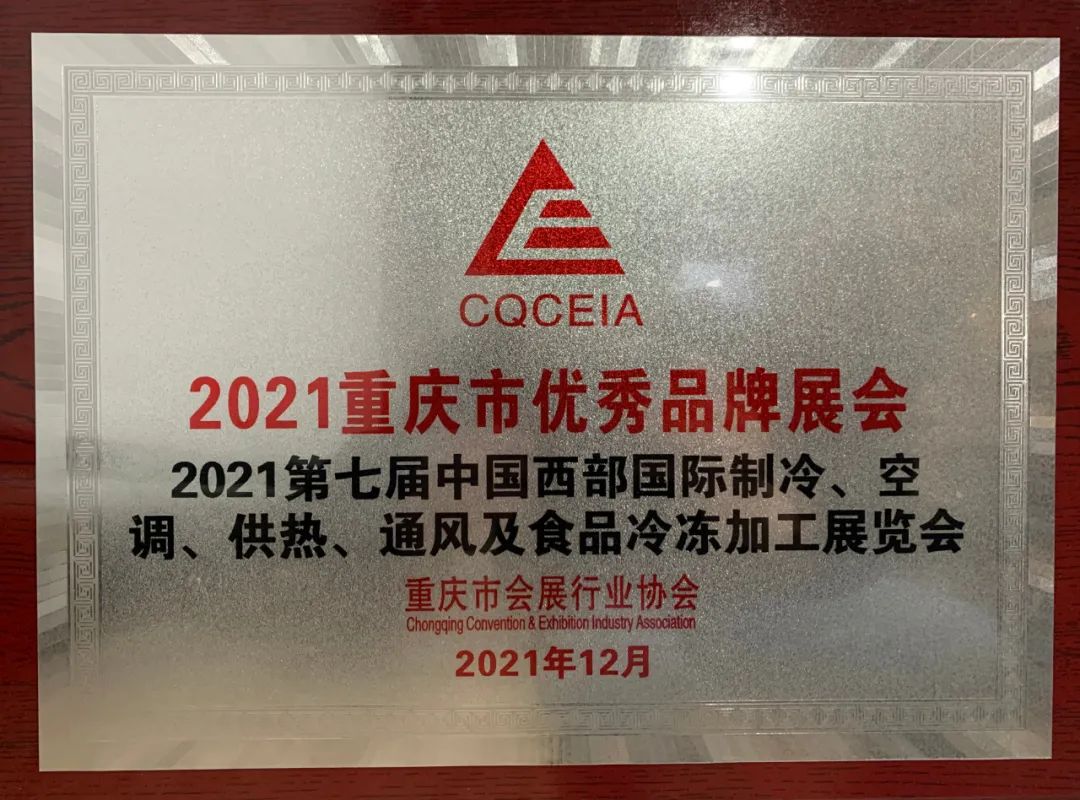 CQCEIA
2021重庆市优秀品牌展会
2021第七届中国西部国际制冷、空
调、供热、通风及食品冷冻加工展览会
重庆市会展行业协会
Chongqing Convention & Exhibition Industry Association
2021年12月